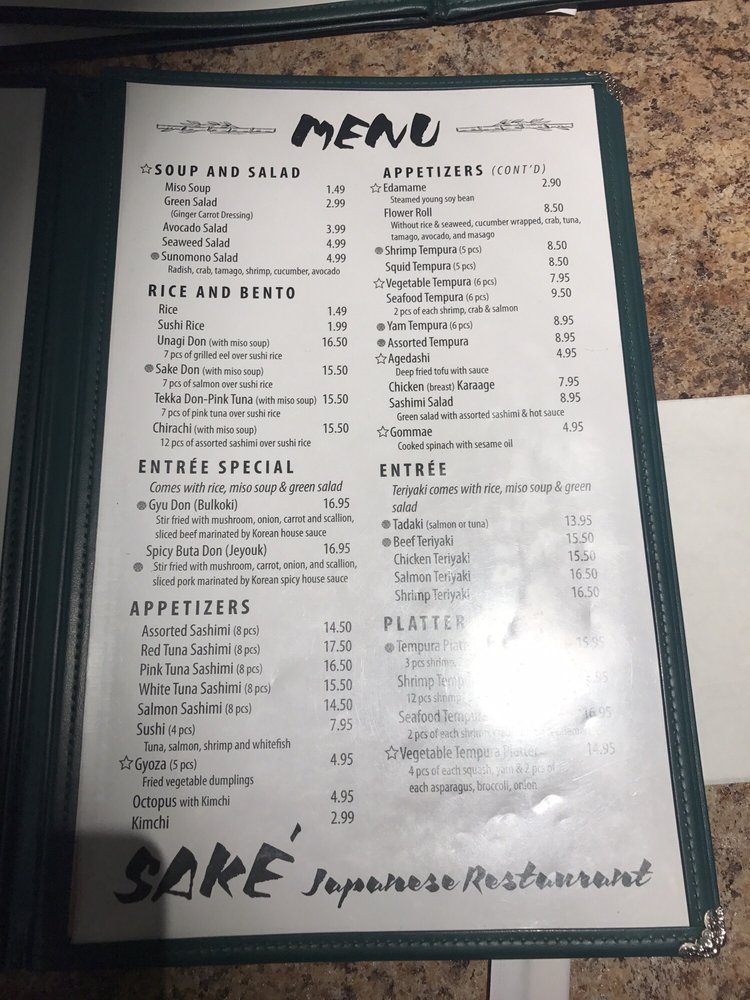 MENU
SOUP AND SALAD
Miso Soup 1.49
Green Salad 2.99
(Ginger Carrot Dressing)
Avocado Salad 3.99
Seaweed Salad 4.99
Sunomono Salad 4.99
Radish, crab, tamago, shrimp, cucumber, avocado
RICE AND BENTO
Rice 1.49
Sushi Rice 1.99
Unagi Don (with miso soup) 16.50
7 pcs of grilled eel over sushi rice
Sake Don (with miso soup) 15.50
7 pcs of salmon over sushi rice
Tekka Don-Pink Tuna (with miso soup) 15.50
7 pcs of pink tuna over sushi rice
Chirachi (with miso soup) 15.50
12 pcs of assorted sashimi over sushi rice
ENTRÉE SPECIAL
Comes with rice, miso soup & green salad
Gyu Don (Bulkoki) 16.95
Stir fried with mushroom, onion, carrot and scallion,
sliced beef marinated by Korean house sauce
Spicy Buta Don (Jeyouk) 16.95
Stir fried with mushroom, carrot, onion, and scallion,
sliced pork marinated by Korean spicy house sauce
APPETIZERS
Assorted Sashimi (8 pcs) 14.50
Red Tuna Sashimi (8 pcs) 17.50
Pink Tuna Sashimi (8 pcs) 16.50
White Tuna Sashimi (8 pcs) 15.50
Salmon Sashimi (8 pcs) 14.50
Sushi (4 pcs) 7.95
Tuna, salmon, shrimp and whitefish
Gyoza (5 pcs) 4.95
Fried vegetable dumplings
Octopus with Kimchi 4.95
Kimchi 2.99
APPETIZERS (CONT'D)
Edamame 2.90
Steamed young soy bean
Flower Roll 8.50
Without rice & seaweed, cucumber wrapped, crab, tuna,
tamago, avocado, and masago
Shrimp Tempura (5 pcs) 8.50
Squid Tempura (5 pcs) 8.50
Vegetable Tempura (6 pcs) 7.95
Seafood Tempura (6 pcs) 9.50
2 pcs of each shrimp, crab & salmon
Yam Tempura (6 pcs) 8.95
Assorted Tempura 8.95
Agedashi 4.95
Deep fried tofu with sauce
Chicken (breast) Karaage 7.95
Sashimi Salad 8.95
Green salad with assorted sashimi & hot sauce
Gommae 4.95
Cooked spinach with sesame oil
ENTRÉE
Teriyaki comes with rice, miso soup & green
salad
Tadaki (salmon or tuna) 13.95
Beef Teriyaki 15.50
Chicken Teriyaki 15.50
Salmon Teriyaki 16.50
Shrimp Teriyaki 16.50
PLATTER
Tempura 15.95
3 pcs shrimp,
Shrimp
12 pcs
Seafood 16.95
2 pcs of each
Vegetable Tempura Platter 14.95
4 pcs of each squash, yam & 2 pcs of
each asparagus, broccoli, onion
SAKÉ Japanese Restaurant